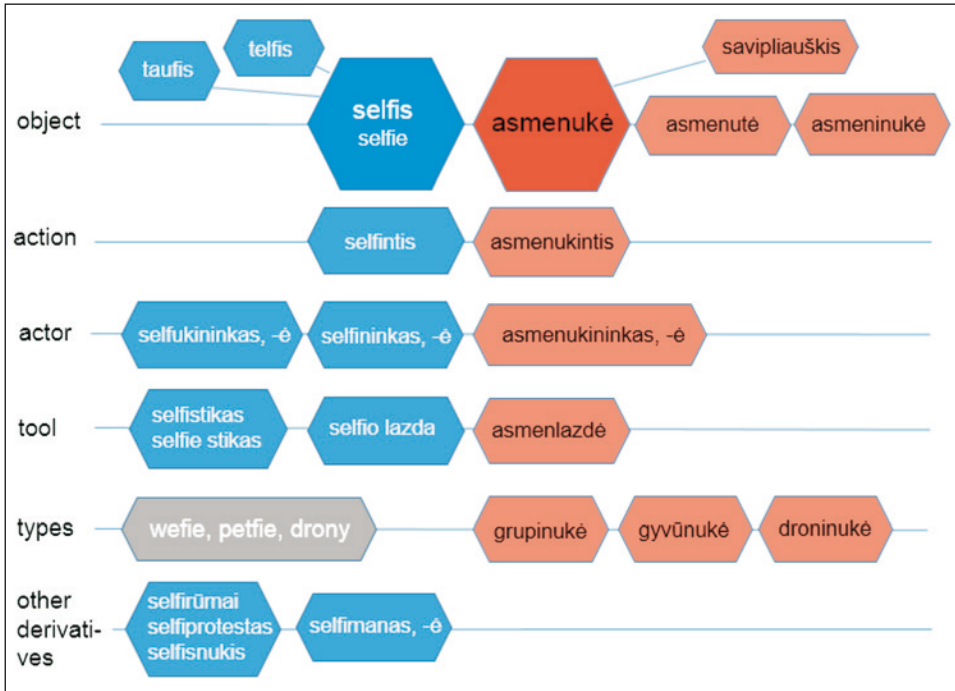 taufis
telfis
savipliauškis
object
selfis
selfie
asmenukė
asmenutė
asmeninukė
action
selfintis
asmenukintis
actor
selfukininkas, -ė
selfininkas, -ė
asmenukininkas, -ė
tool
selfistikas
selfie stikas
selfio lazda
asmenlazdė
types
wefie, petfie, drony
grupinukė
gyvūnukė
droninukė
other
derivati-
ves
selfirūmai
selfiprotestas
selfisnukis
selfimanas, -ė